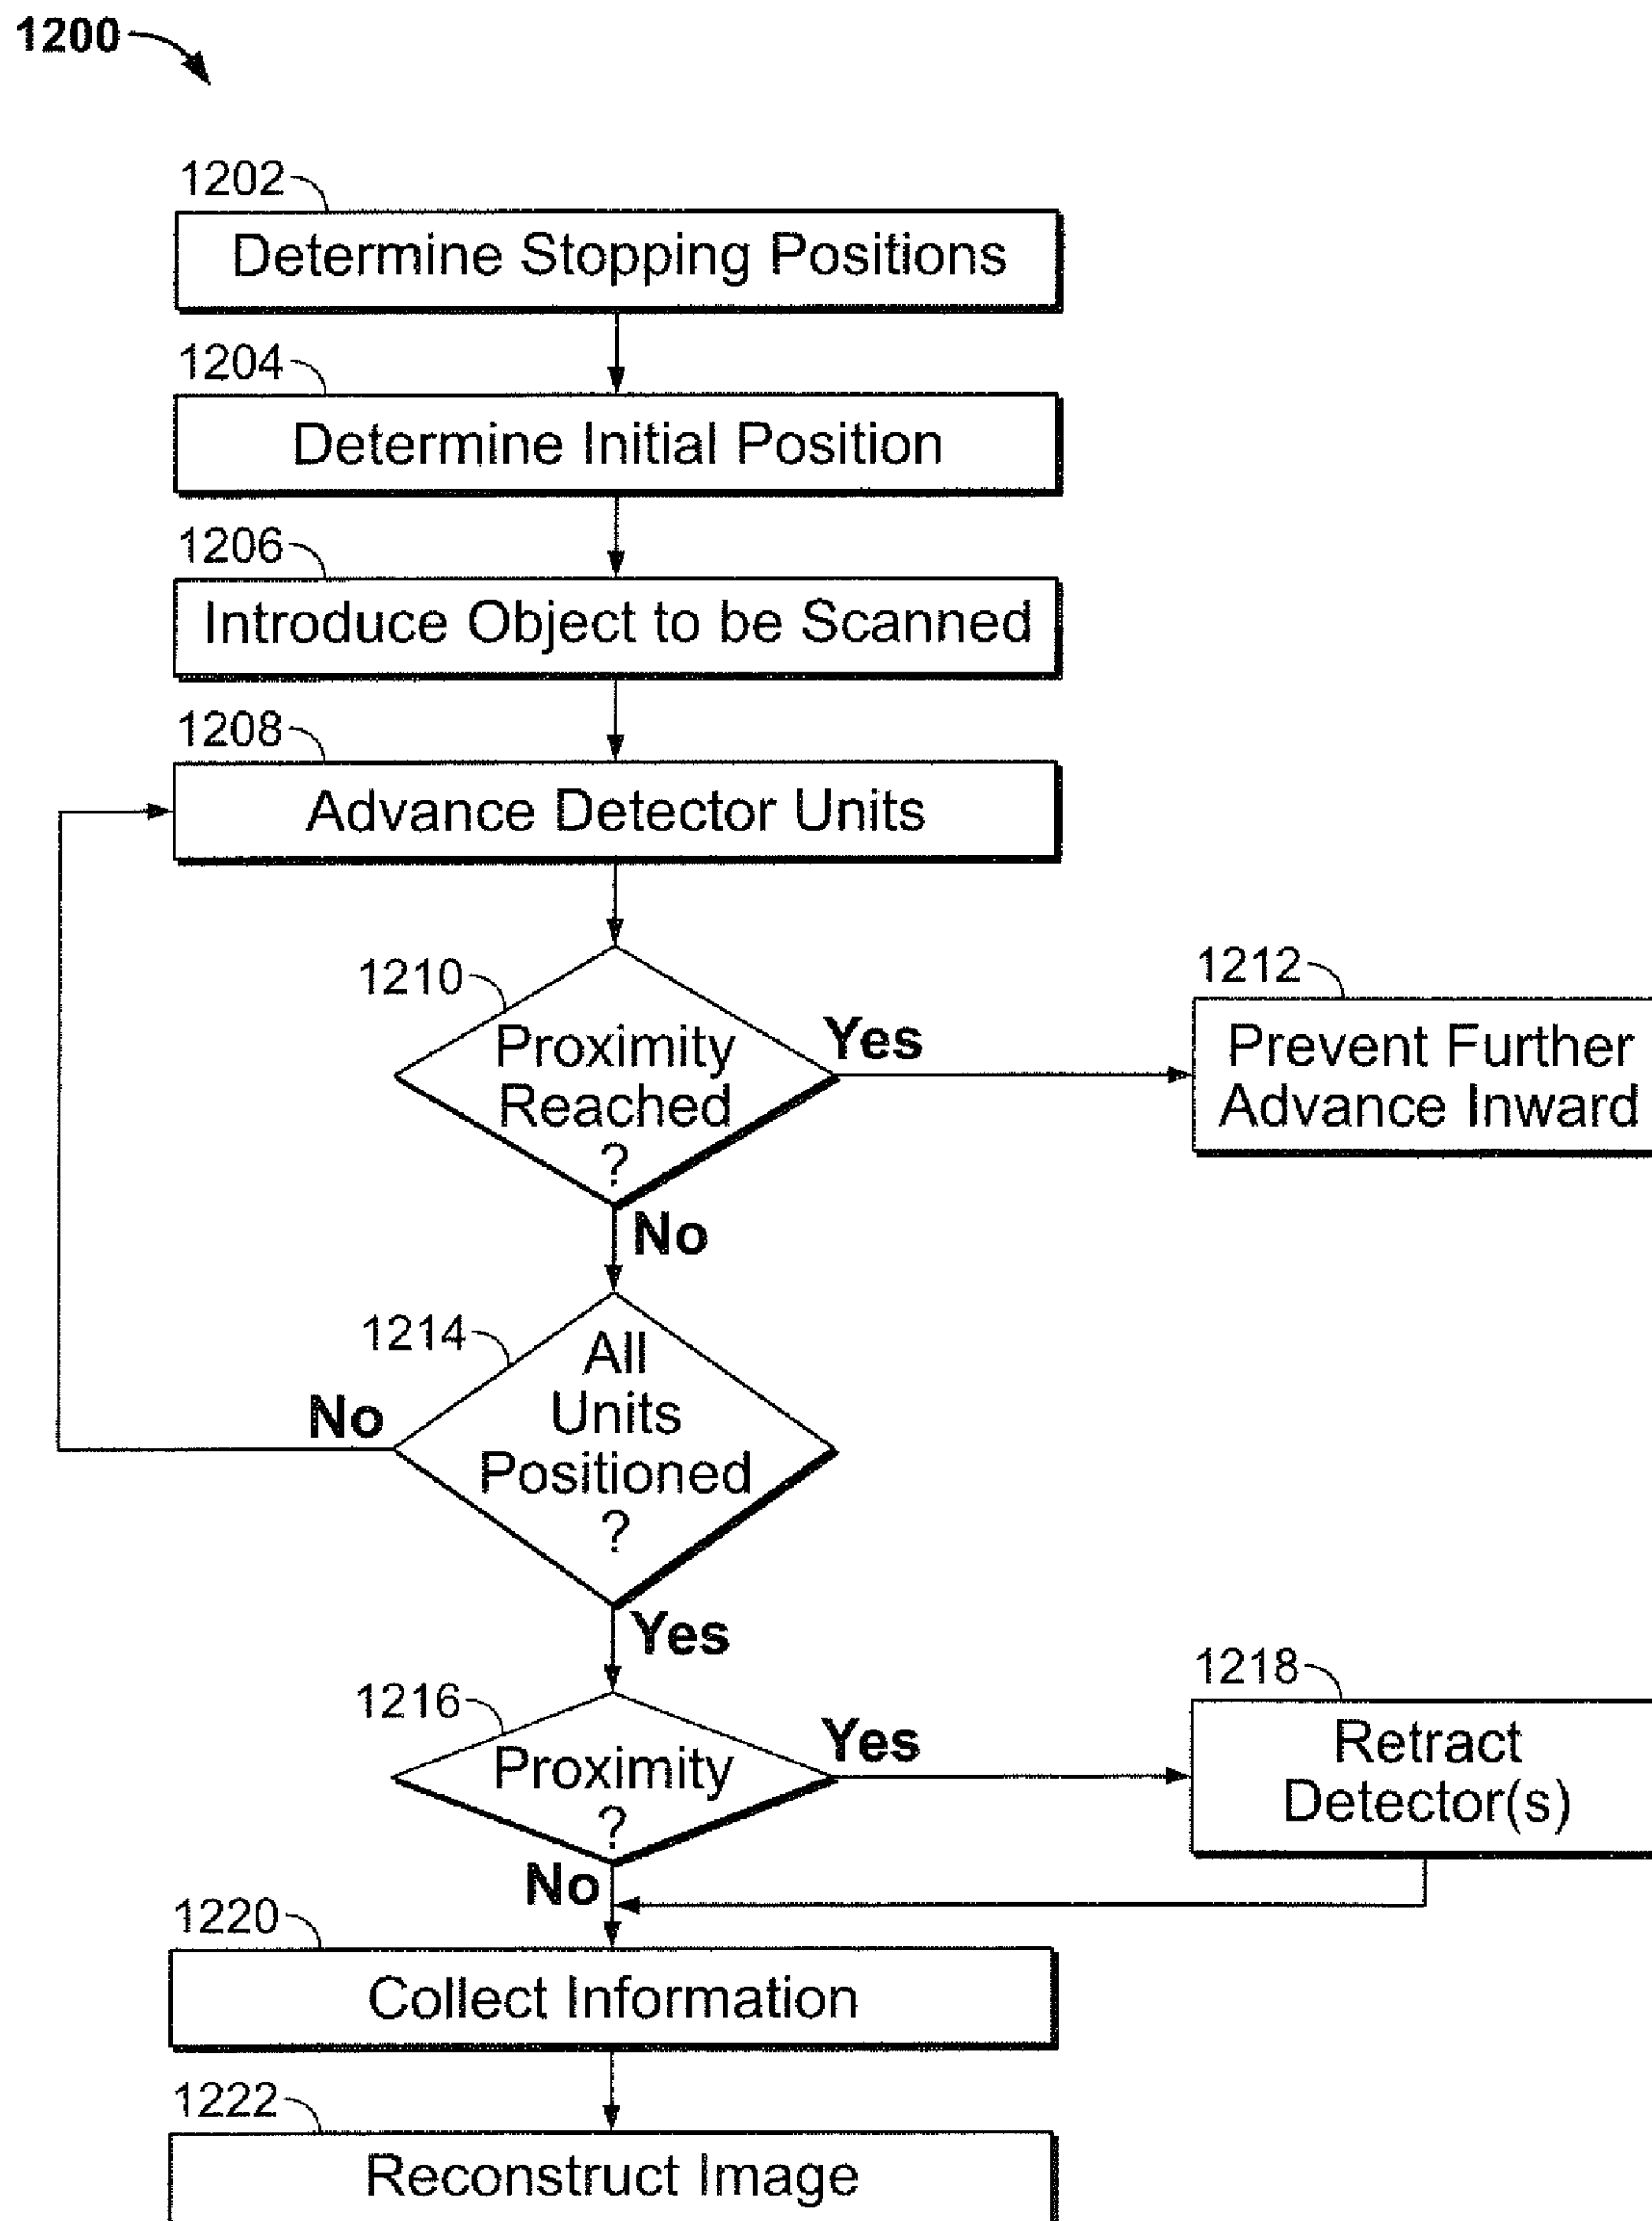 1200
1202
Determine Stopping Positions
1204
Determine Initial Position
1206
Introduce Object to be Scanned
1208
Advance Detector Units
1210
Proximity
Reached
?
Yes
1212
Prevent Further
Advance Inward
No
1214
All
Units
Positioned
?
No
Yes
1216
Proximity
?
Yes
1218
Retract
Detector(s)
No
1220
Collect Information
1222
Reconstruct Image